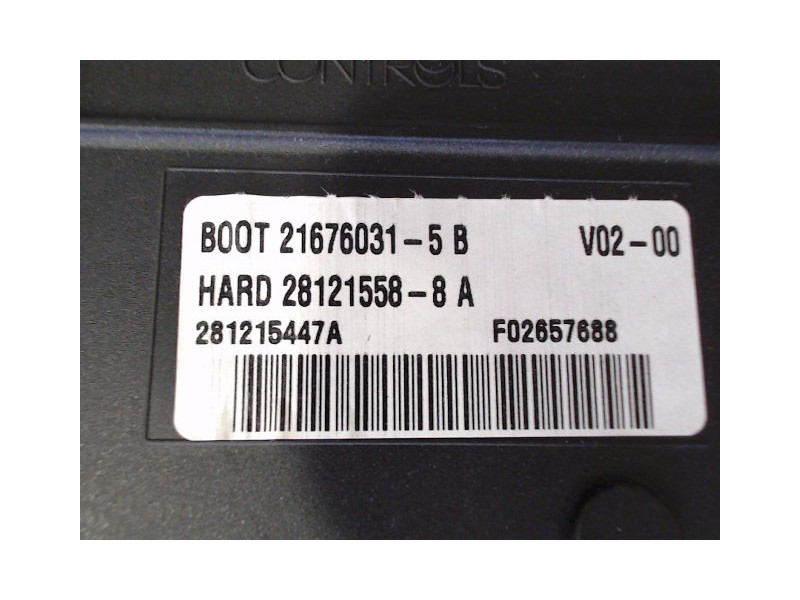 CONTROLS
BOOT 21676031-5 B V02-00
HARD 28121558-8 A
281215447A F02657688